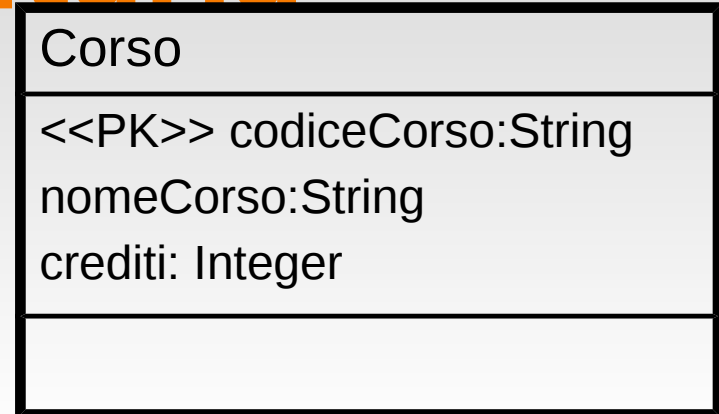 Corso
<<PK>> codiceCorso:String
nomeCorso:String
crediti: Integer